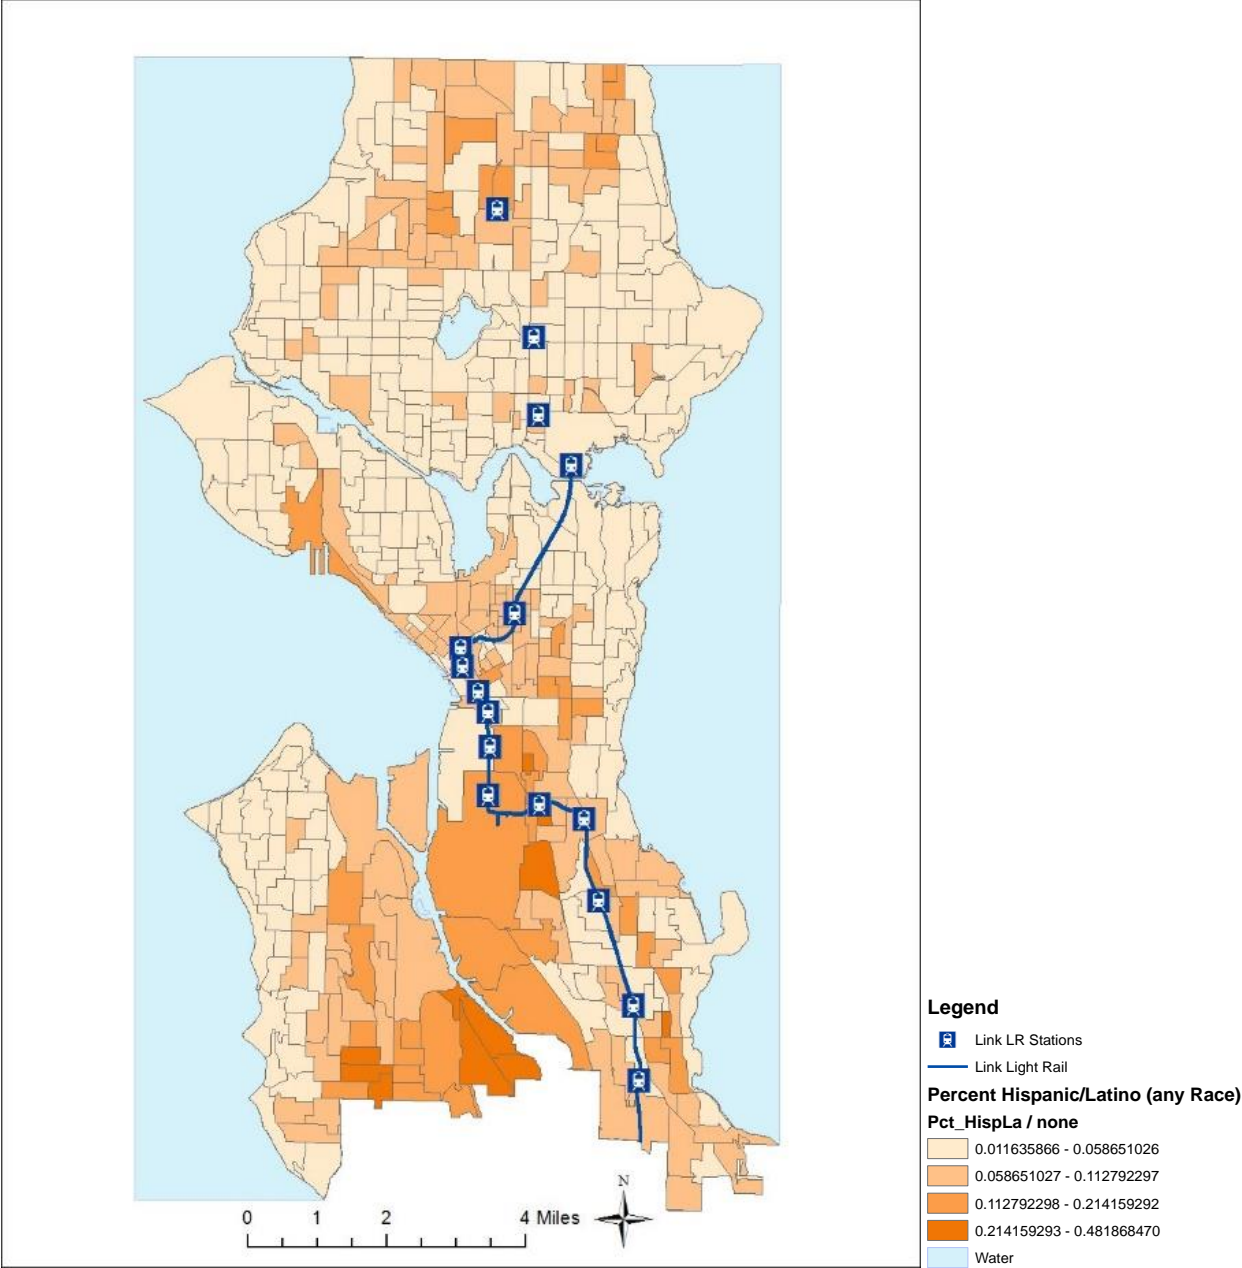 N
0 1 2 4 Miles
Legend
Link LR Stations
Link Light Rail
Percent Hispanic/Latino (any Race)
Pct_HispLa / none
0.011635866 - 0.058651026
0.058651027 - 0.112792297
0.112792298 - 0.214159292
0.214159293 - 0.481868470
Water